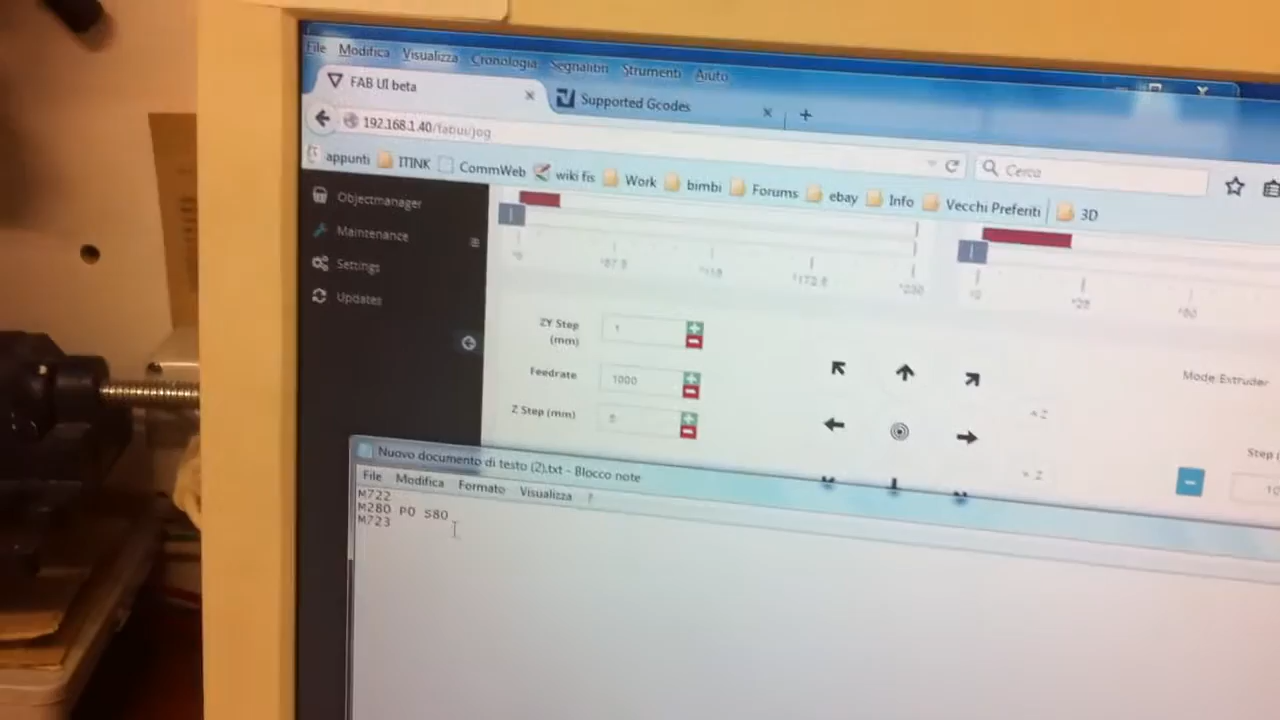 File Modifica Visualizza Cronologia Segnalibri Strumenti Aiuto
FAB UI beta
Supported Gcodes
192.168.1.40/fabui/jog
Cerca
appunti ITINK CommWeb wiki fis Work bimbi Forums ebay Info Vecchi Preferiti 3D
Objectmanager
Maintenance
Settings
Updates
ZY Step
(mm)
1
Feedrate
1000
Z Step (mm)
Mode Extruder
Nuovo documento di testo (2).txt - Blocco note
File Modifica Formato Visualizza ?
M722
M280 P0 S80
M723